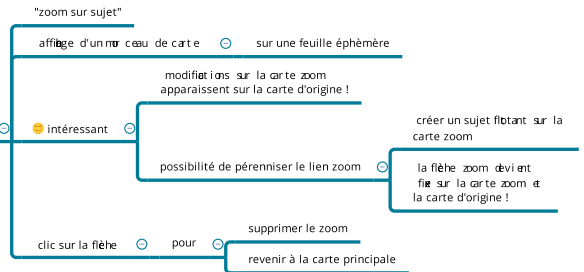 "zoom sur sujet"
affichage d'un morceau de carte
sur une feuille éphèmère
modifications sur la carte zoom
apparaissent sur la carte d'origine !
intéressant
possibilité de pérenniser le lien zoom
créer un sujet flottant sur la
carte zoom
la flèche zoom devient
fixe sur la carte zoom et
la carte d'origine !
clic sur la flèche
pour
supprimer le zoom
revenir à la carte principale